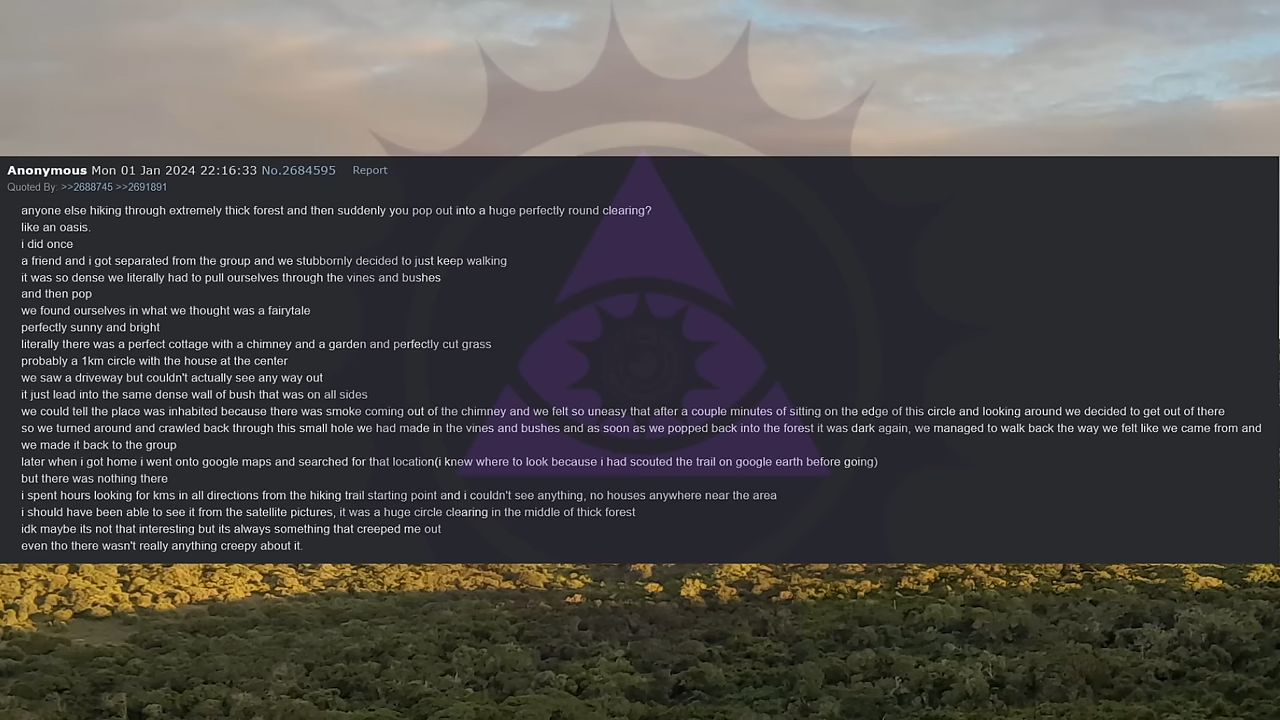 Anonymous Mon 01 Jan 2024 22:16:33 No.2684595 Report
Quoted By: >>2688745 >>2691891
anyone else hiking through extremely thick forest and then suddenly you pop out into a huge perfectly round clearing?
like an oasis.
i did once
a friend and i got separated from the group and we stubbornly decided to just keep walking
it was so dense we literally had to pull ourselves through the vines and bushes
and then pop
we found ourselves in what we thought was a fairytale
perfectly sunny and bright
literally there was a perfect cottage with a chimney and a garden and perfectly cut grass
probably a 1km circle with the house at the center
we saw a driveway but couldn't actually see any way out
it just lead into the same dense wall of bush that was on all sides
we could tell the place was inhabited because there was smoke coming out of the chimney and we felt so uneasy that after a couple minutes of sitting on the edge of this circle and looking around we decided to get out of there
so we turned around and crawled back through this small hole we had made in the vines and bushes and as soon as we popped back into the forest it was dark again, we managed to walk back the way we felt like we came from and
we made it back to the group
later when i got home i went onto google maps and searched for that location(i knew where to look because i had scouted the trail on google earth before going)
but there was nothing there
i spent hours looking for kms in all directions from the hiking trail starting point and i couldn't see anything, no houses anywhere near the area
i should have been able to see it from the satellite pictures, it was a huge circle clearing in the middle of thick forest
idk maybe its not that interesting but its always something that creeped me out
even tho there wasn't really anything creepy about it.